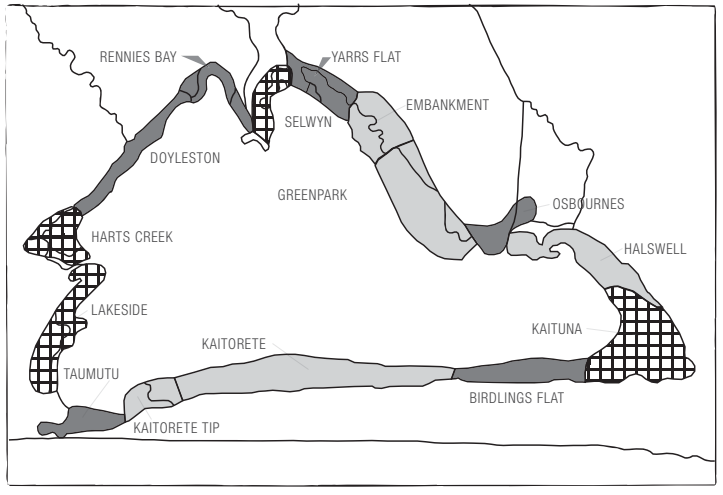 RENNIES BAY
YARRS FLAT
EMBANKMENT
SELWYN
DOYLESTON
GREENPARK
OSBOURNES
HARTS CREEK
HALSWELL
LAKESIDE
KAITUNA
KAITORETE
TAUMUTU
BIRDLINGS FLAT
KAITORETE TIP